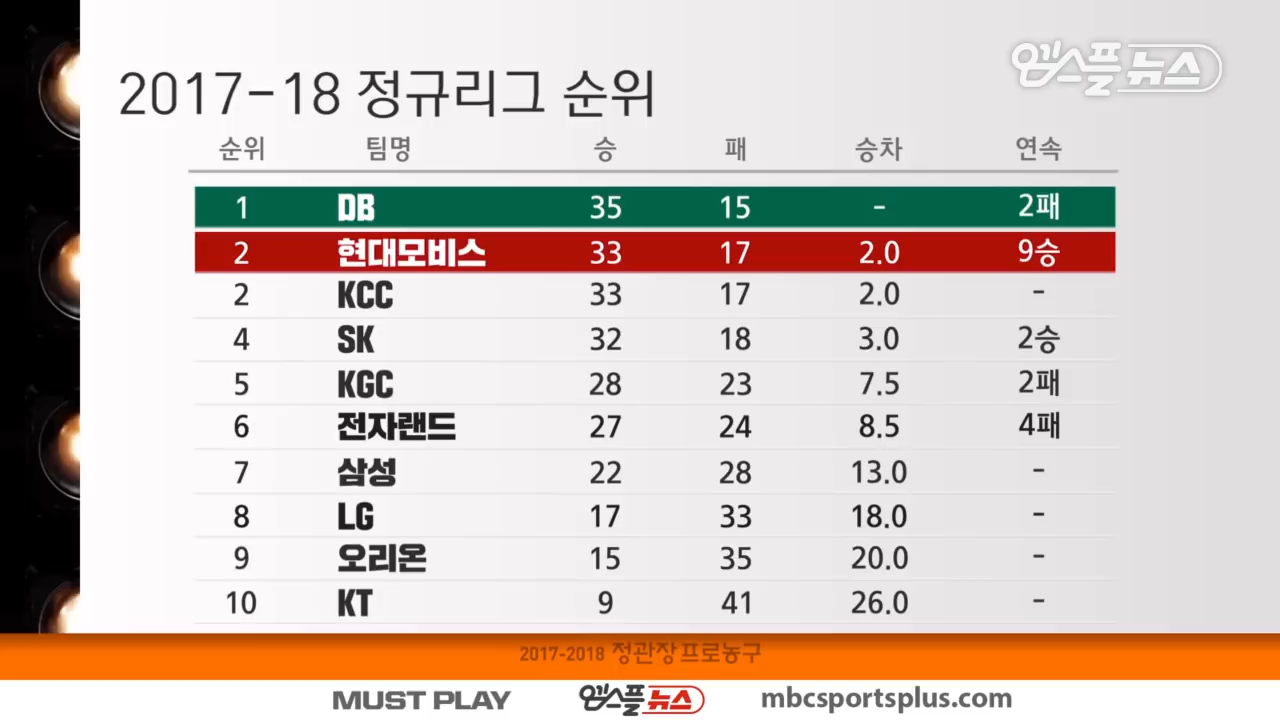 엠스플뉴스
2017-18 정규리그 순위
순위 팀명 승 패 승차 연속
1 DB 35 15 - 2패
2 현대모비스 33 17 2.0 9승
2 KCC 33 17 2.0 -
4 SK 32 18 3.0 2승
5 KGC 28 23 7.5 2패
6 전자랜드 27 24 8.5 4패
7 삼성 22 28 13.0 -
8 LG 17 33 18.0 -
9 오리온 15 35 20.0 -
10 KT 9 41 26.0 -
2017-2018 정관장 프로농구
MUST PLAY 엠스플뉴스 mbcsportsplus.com